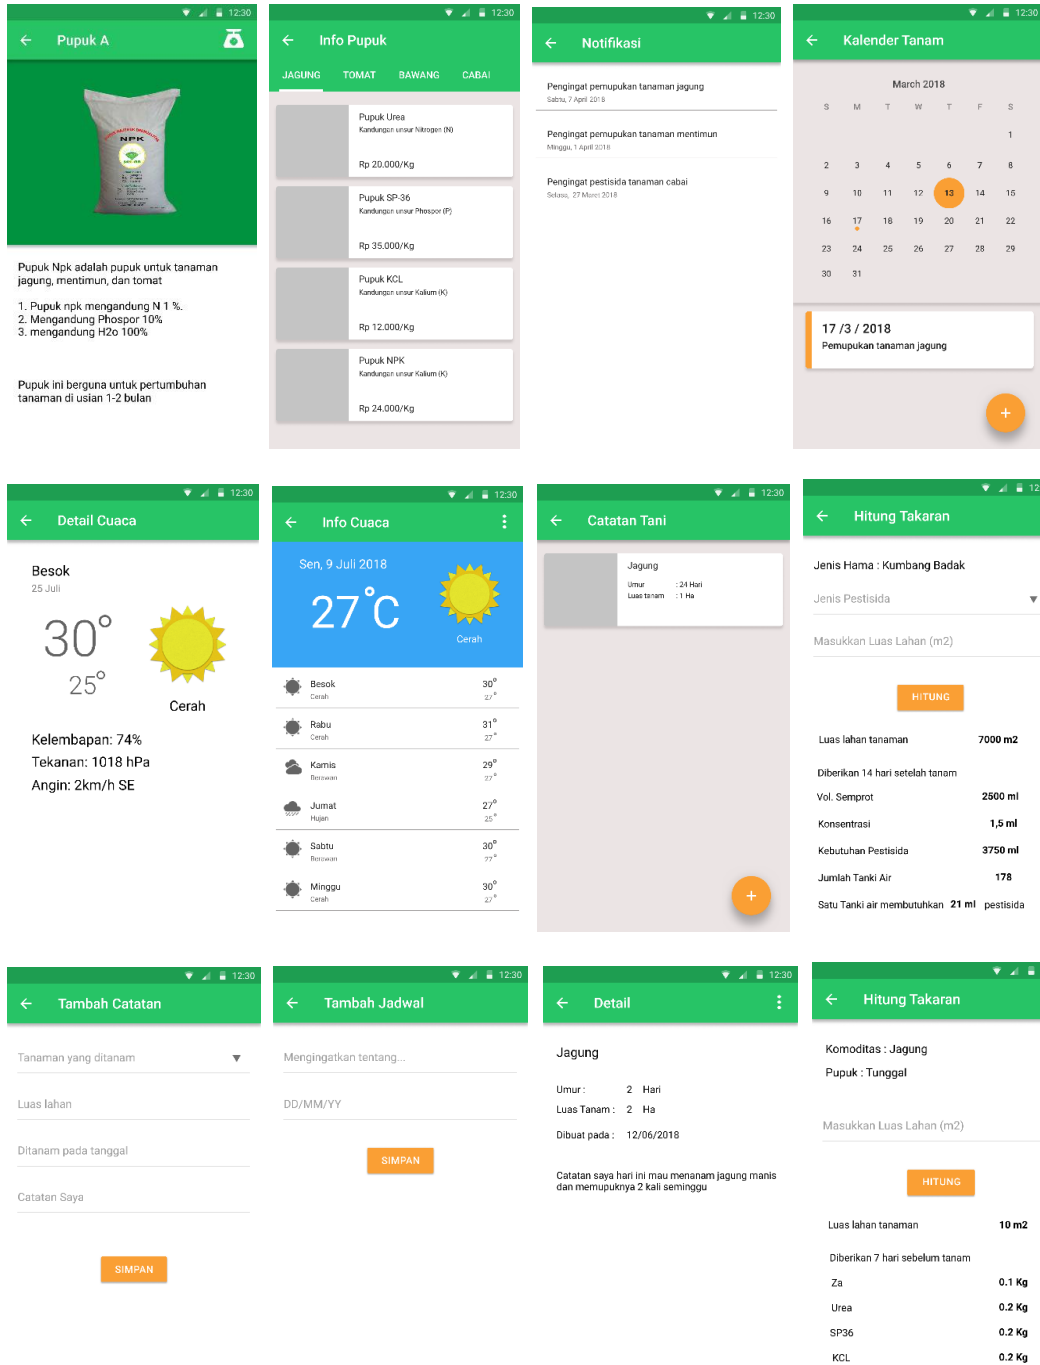 12:30
Pupuk A
NPK
Pupuk Npk adalah pupuk untuk tanaman
jagung, mentimun, dan tomat
1. Pupuk npk mengandung N 1 %.
2. Mengandung Phospor 10%
3. mengandung H2o 100%
Pupuk ini berguna untuk pertumbuhan
tanaman di usian 1-2 bulan
12:30
Info Pupuk
JAGUNG TOMAT BAWANG CABAI
Pupuk Urea
Kandungan unsur Nitrogen (N)
Rp 20.000/Kg
Pupuk SP-36
Kandungan unsur Phospor (P)
Rp 35.000/Kg
Pupuk KCL
Kandungan unsur Kalium (K)
Rp 12.000/Kg
Pupuk NPK
Kandungan unsur Kalium (K)
Rp 24.000/Kg
12:30
Notifikasi
Pengingat pemupukan tanaman jagung
Sabtu, 7 April 2018
Pengingat pemupukan tanaman mentimun
Minggu, 1 April 2018
Pengingat pestisida tanaman cabai
Selasa, 27 Maret 2018
12:30
Kalender Tanam
March 2018
S M T W T F S
1
2 3 4 5 6 7 8
9 10 11 12 13 14 15
16 17 18 19 20 21 22
23 24 25 26 27 28 29
30 31
17 /3 / 2018
Pemupukan tanaman jagung
+
12:30
Detail Cuaca
Besok
25 Juli
30°
25°
Cerah
Kelembapan: 74%
Tekanan: 1018 hPa
Angin: 2km/h SE
12:30
Info Cuaca
Sen, 9 Juli 2018
27°C
Cerah
Besok 30°
Cerah 27°
Rabu 31°
Cerah 27°
Kamis 29°
Berawan 27°
Jumat 27°
Hujan 25°
Sabtu 30°
Berawan 27°
Minggu 30°
Cerah 27°
12:30
Catatan Tani
Jagung
Umur : 24 Hari
Luas tanam : 1 Ha
+
12
Hitung Takaran
Jenis Hama : Kumbang Badak
Jenis Pestisida
Masukkan Luas Lahan (m2)
HITUNG
Luas lahan tanaman 7000 m2
Diberikan 14 hari setelah tanam
Vol. Semprot 2500 ml
Konsentrasi 1,5 ml
Kebutuhan Pestisida 3750 ml
Jumlah Tanki Air 178
Satu Tanki air membutuhkan 21 ml pestisida
12:30
Tambah Catatan
Tanaman yang ditanam
Luas lahan
Ditanam pada tanggal
Catatan Saya
SIMPAN
12:30
Tambah Jadwal
Mengingatkan tentang...
DD/MM/YY
SIMPAN
12:30
Detail
Jagung
Umur : 2 Hari
Luas Tanam : 2 Ha
Dibuat pada : 12/06/2018
Catatan saya hari ini mau menanam jagung manis
dan memupuknya 2 kali seminggu
Hitung Takaran
Komoditas : Jagung
Pupuk : Tunggal
Masukkan Luas Lahan (m2)
HITUNG
Luas lahan tanaman 10 m2
Diberikan 7 hari sebelum tanam
Za 0.1 Kg
Urea 0.2 Kg
SP36 0.2 Kg
KCL 0.2 Kg